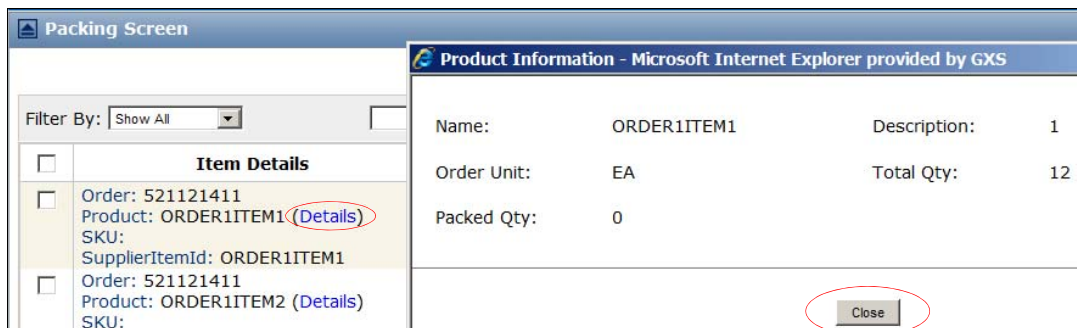 Packing Screen
Product Information - Microsoft Internet Explorer provided by GXS
Filter By: Show All
Item Details
Order: 521121411
Product: ORDER1ITEM1 (Details)
SKU:
SupplierItemId: ORDER1ITEM1
Order: 521121411
Product: ORDER1ITEM2 (Details)
SKU:
Name: ORDER1ITEM1 Description: 1
Order Unit: EA Total Qty: 12
Packed Qty: 0
Close